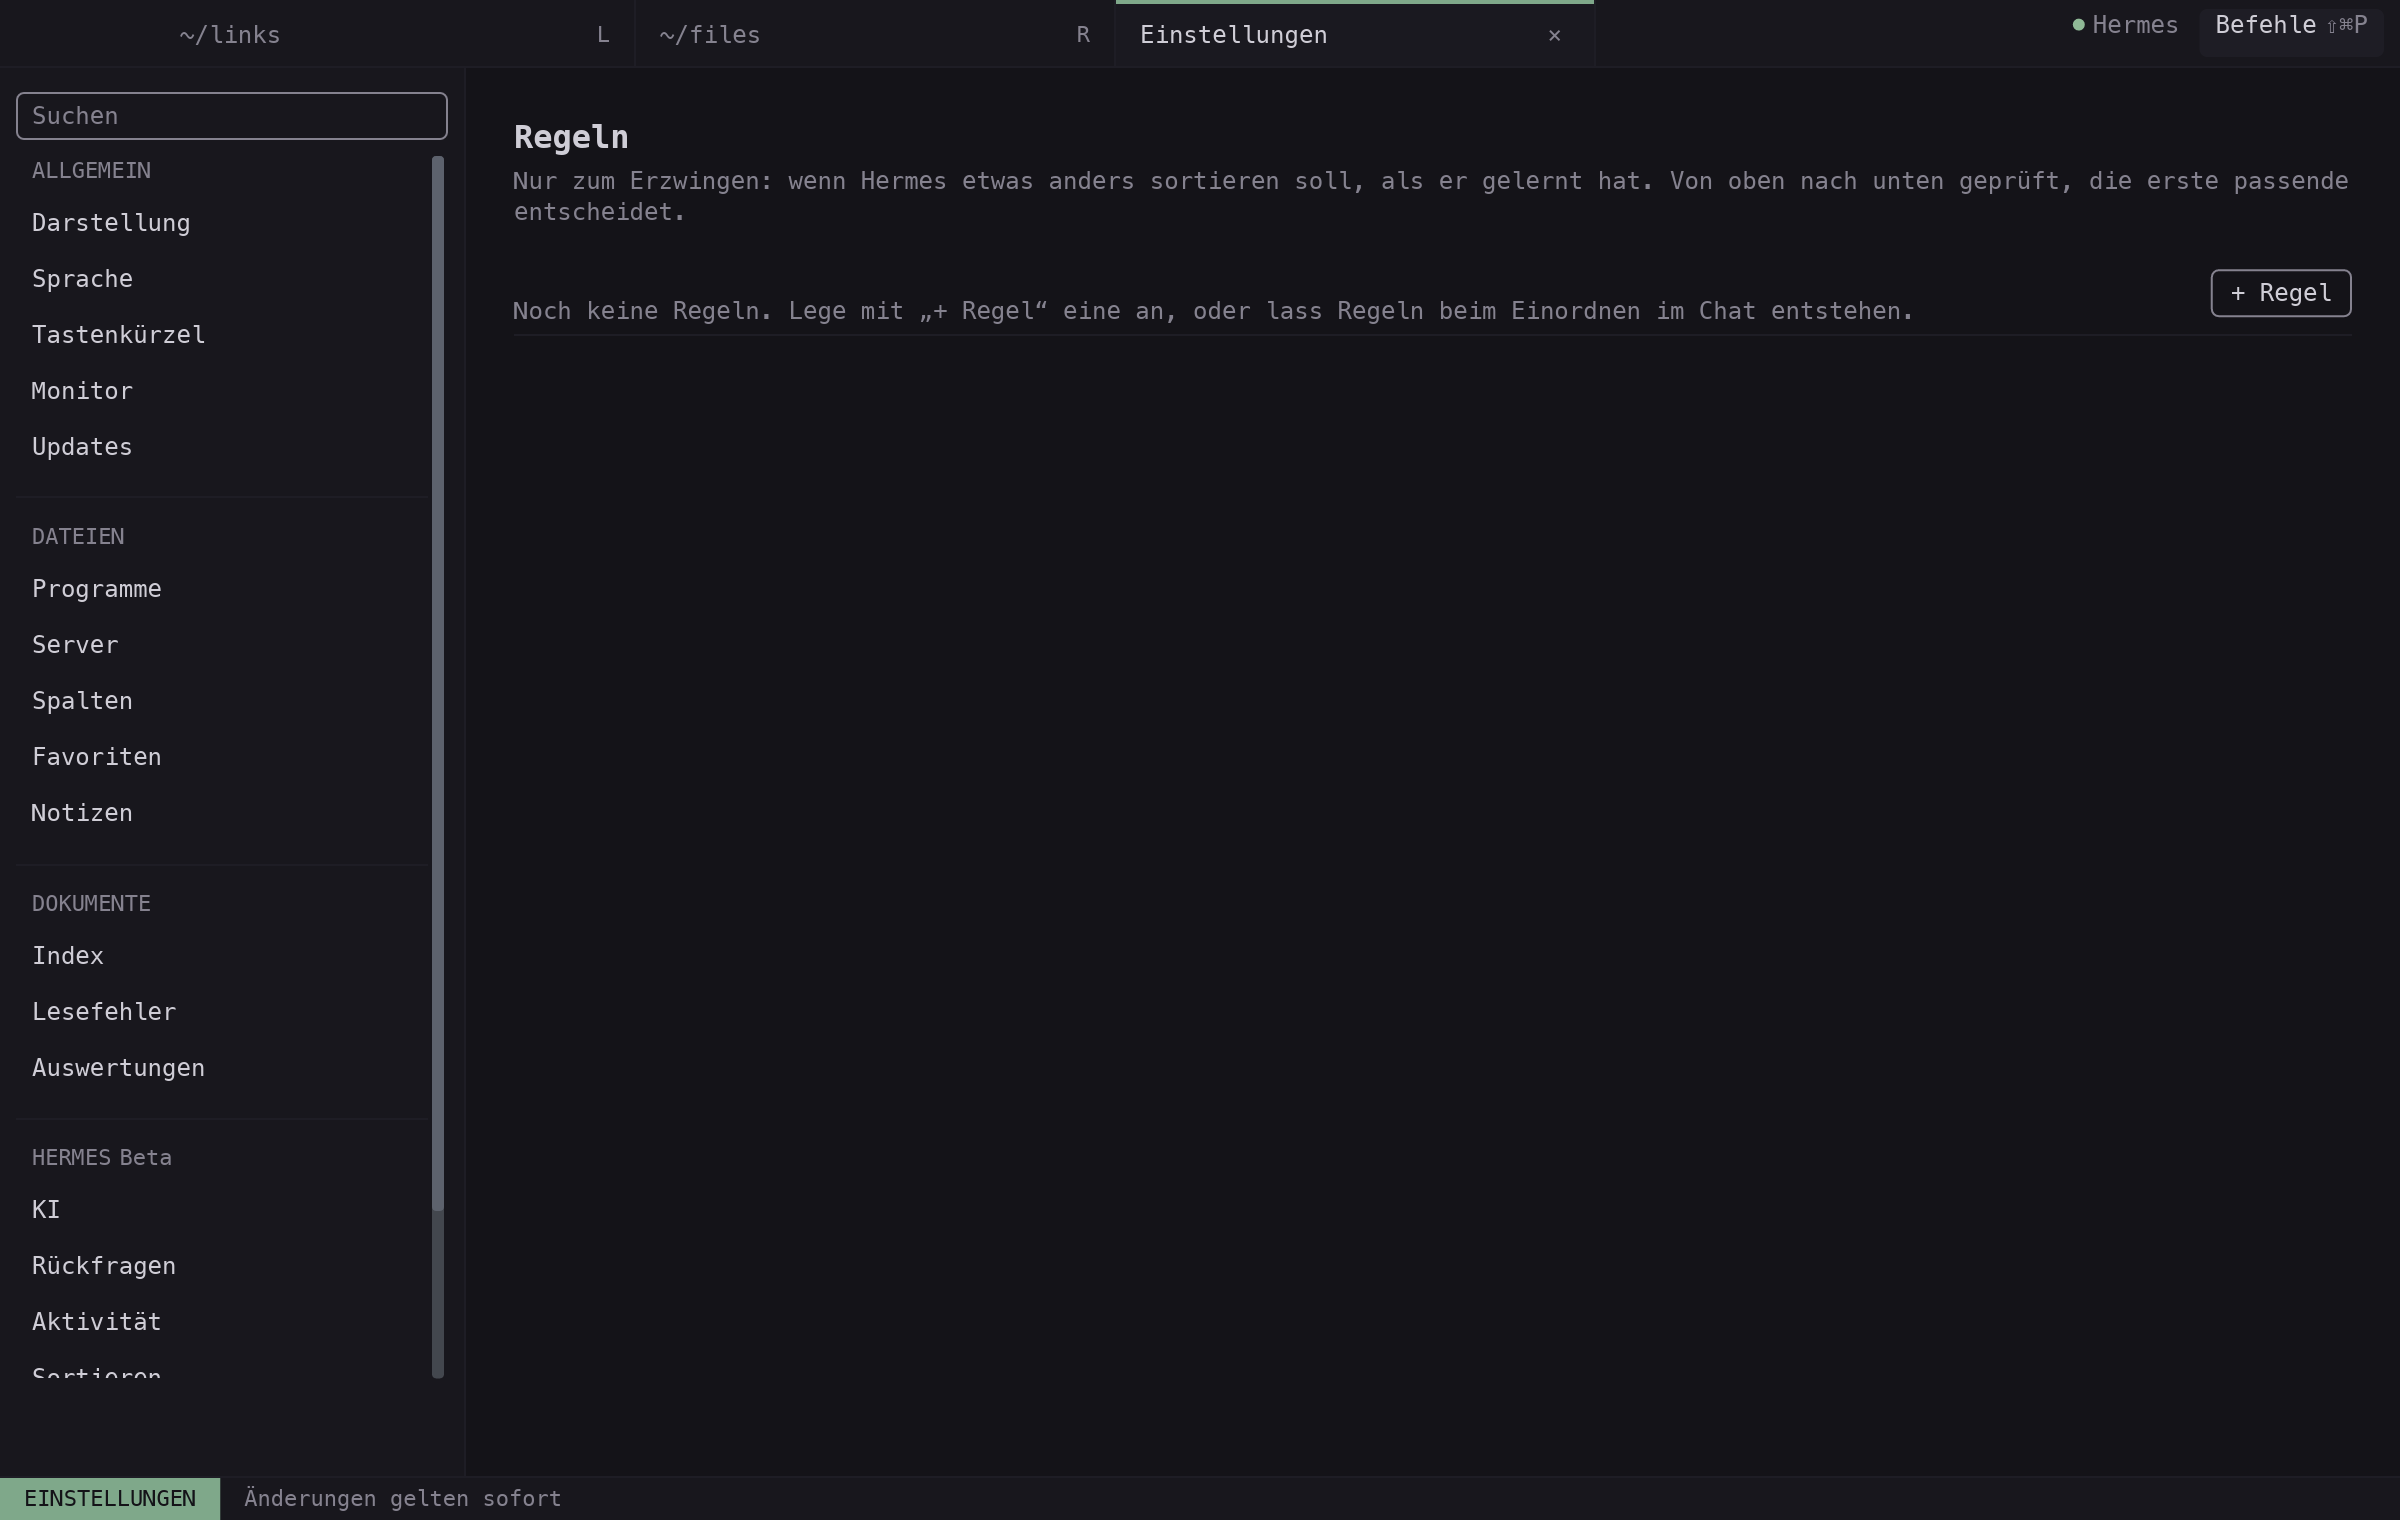 ~/links L ~/files R Einstellungen × Hermes Befehle ⇧⌘P
Suchen
ALLGEMEIN
Darstellung
Sprache
Tastenkürzel
Monitor
Updates
DATEIEN
Programme
Server
Spalten
Favoriten
Notizen
DOKUMENTE
Index
Lesefehler
Auswertungen
HERMES Beta
KI
Rückfragen
Aktivität
Sortieren
Regeln
Nur zum Erzwingen: wenn Hermes etwas anders sortieren soll, als er gelernt hat. Von oben nach unten geprüft, die erste passende
entscheidet.
Noch keine Regeln. Lege mit „+ Regel“ eine an, oder lass Regeln beim Einordnen im Chat entstehen.
+ Regel
EINSTELLUNGEN Änderungen gelten sofort